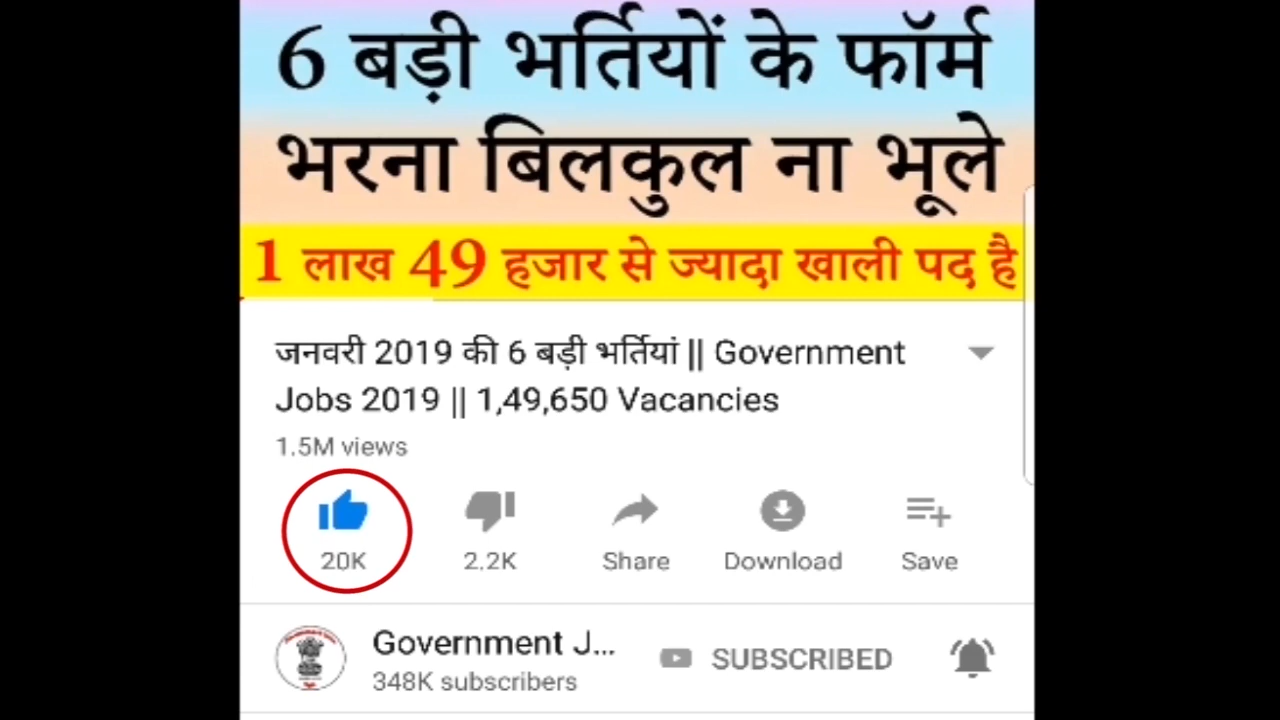 6 बड़ी भर्तियों के फॉर्म
भरना बिलकुल ना भूले
1 लाख 49 हजार से ज्यादा खाली पद है
जनवरी 2019 की 6 बड़ी भर्तियां || Government
Jobs 2019 || 1,49,650 Vacancies
1.5M views
20K 2.2K Share Download Save
Government J... SUBSCRIBED
348K subscribers